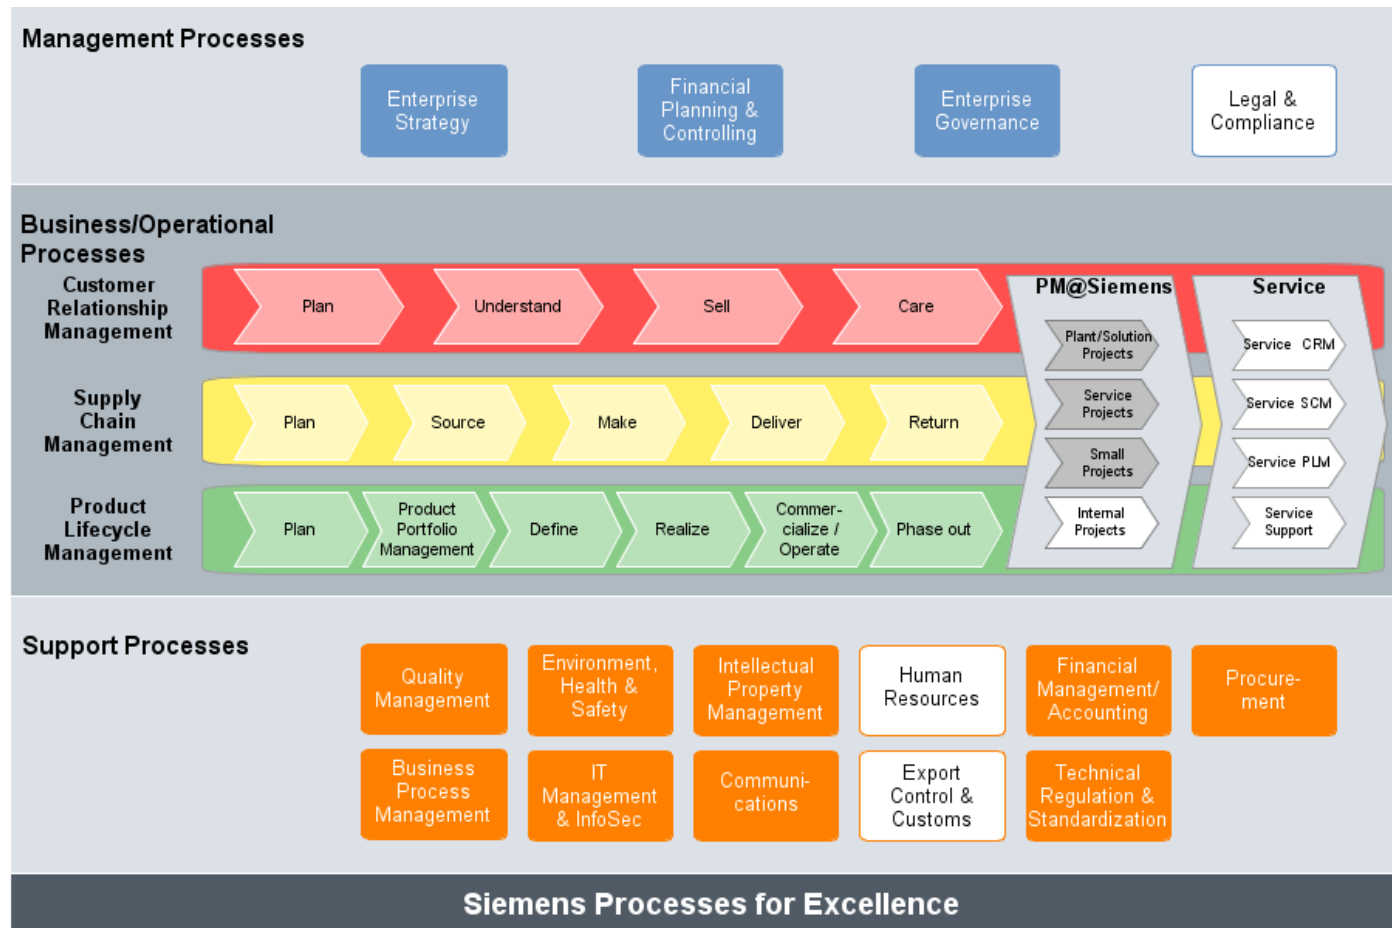 Management Processes
Enterprise
Strategy
Financial
Planning &
Controlling
Enterprise
Governance
Legal &
Compliance
Business/Operational
Processes
Customer
Relationship
Management
Plan
Understand
Sell
Care
Supply
Chain
Management
Plan
Source
Make
Deliver
Return
Product
Lifecycle
Management
Plan
Product
Portfolio
Management
Define
Realize
Commer-
cialize /
Operate
Phase out
PM@Siemens
Plant/Solution
Projects
Service
Projects
Small
Projects
Internal
Projects
Service
Service CRM
Service SCM
Service PLM
Service
Support
Support Processes
Quality
Management
Environment,
Health &
Safety
Intellectual
Property
Management
Human
Resources
Financial
Management/
Accounting
Procure-
ment
Business
Process
Management
IT
Management
& InfoSec
Communi-
cations
Export
Control &
Customs
Technical
Regulation &
Standardization
Siemens Processes for Excellence